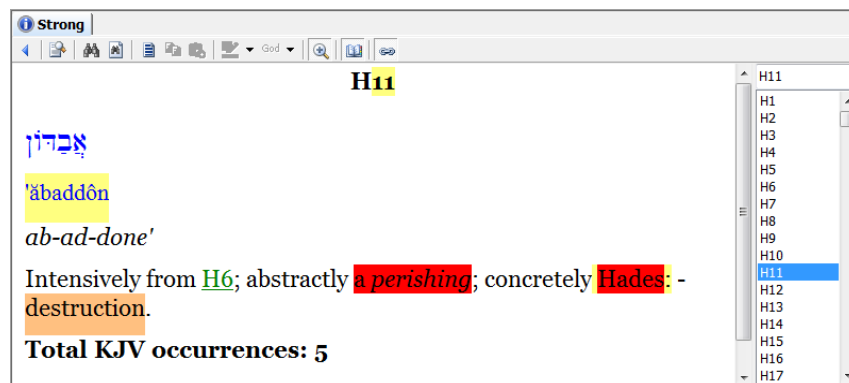 Strong
God
H11
H11
H1
H2
אֲבַדּוֹן
H3
H4
H5
'ăbaddôn
H6
H7
H8
ab-ad-done'
H9
H10
Intensively from H6; abstractly a perishing; concretely Hades: -
H11
H12
destruction.
H13
H14
Total KJV occurrences: 5
H15
H16
H17